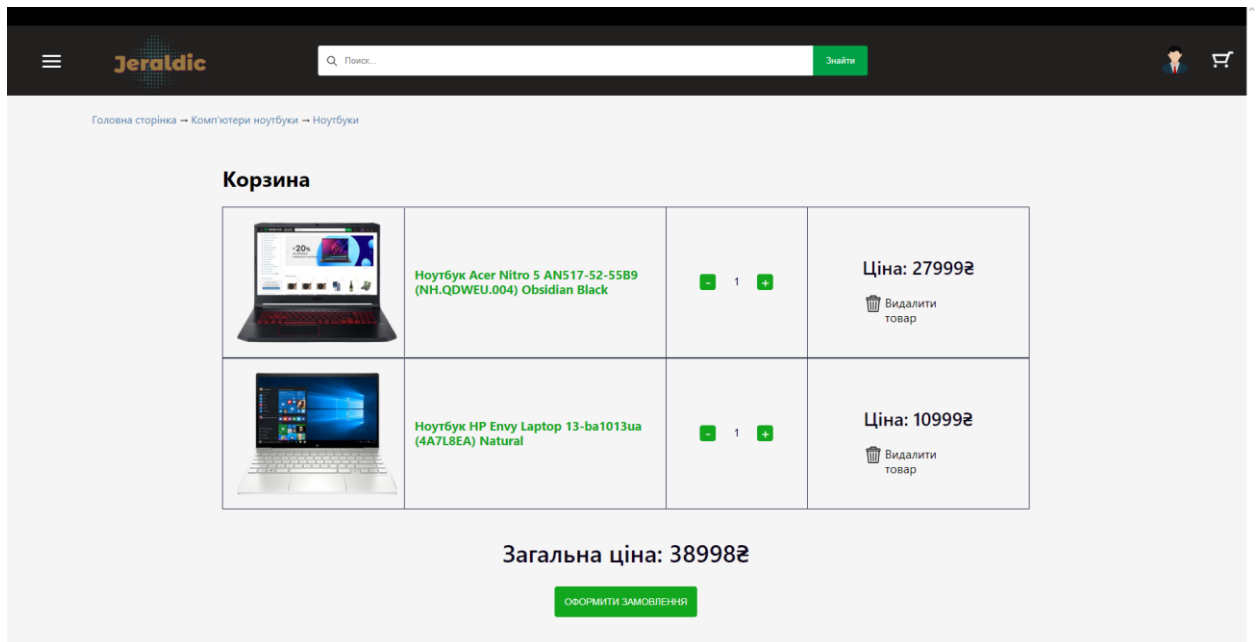 Jeraldic
Поиск...
Знайти
Головна сторінка → Комп'ютери ноутбуки → Ноутбуки
Корзина
-20%
Ноутбук Acer Nitro 5 AN517-52-55B9
(NH.QDWEU.004) Obsidian Black
- 1 +
Ціна: 27999₴
Видалити
товар
Ноутбук HP Envy Laptop 13-ba1013ua
(4A7L8EA) Natural
- 1 +
Ціна: 10999₴
Видалити
товар
Загальна ціна: 38998₴
ОФОРМИТИ ЗАМОВЛЕННЯ